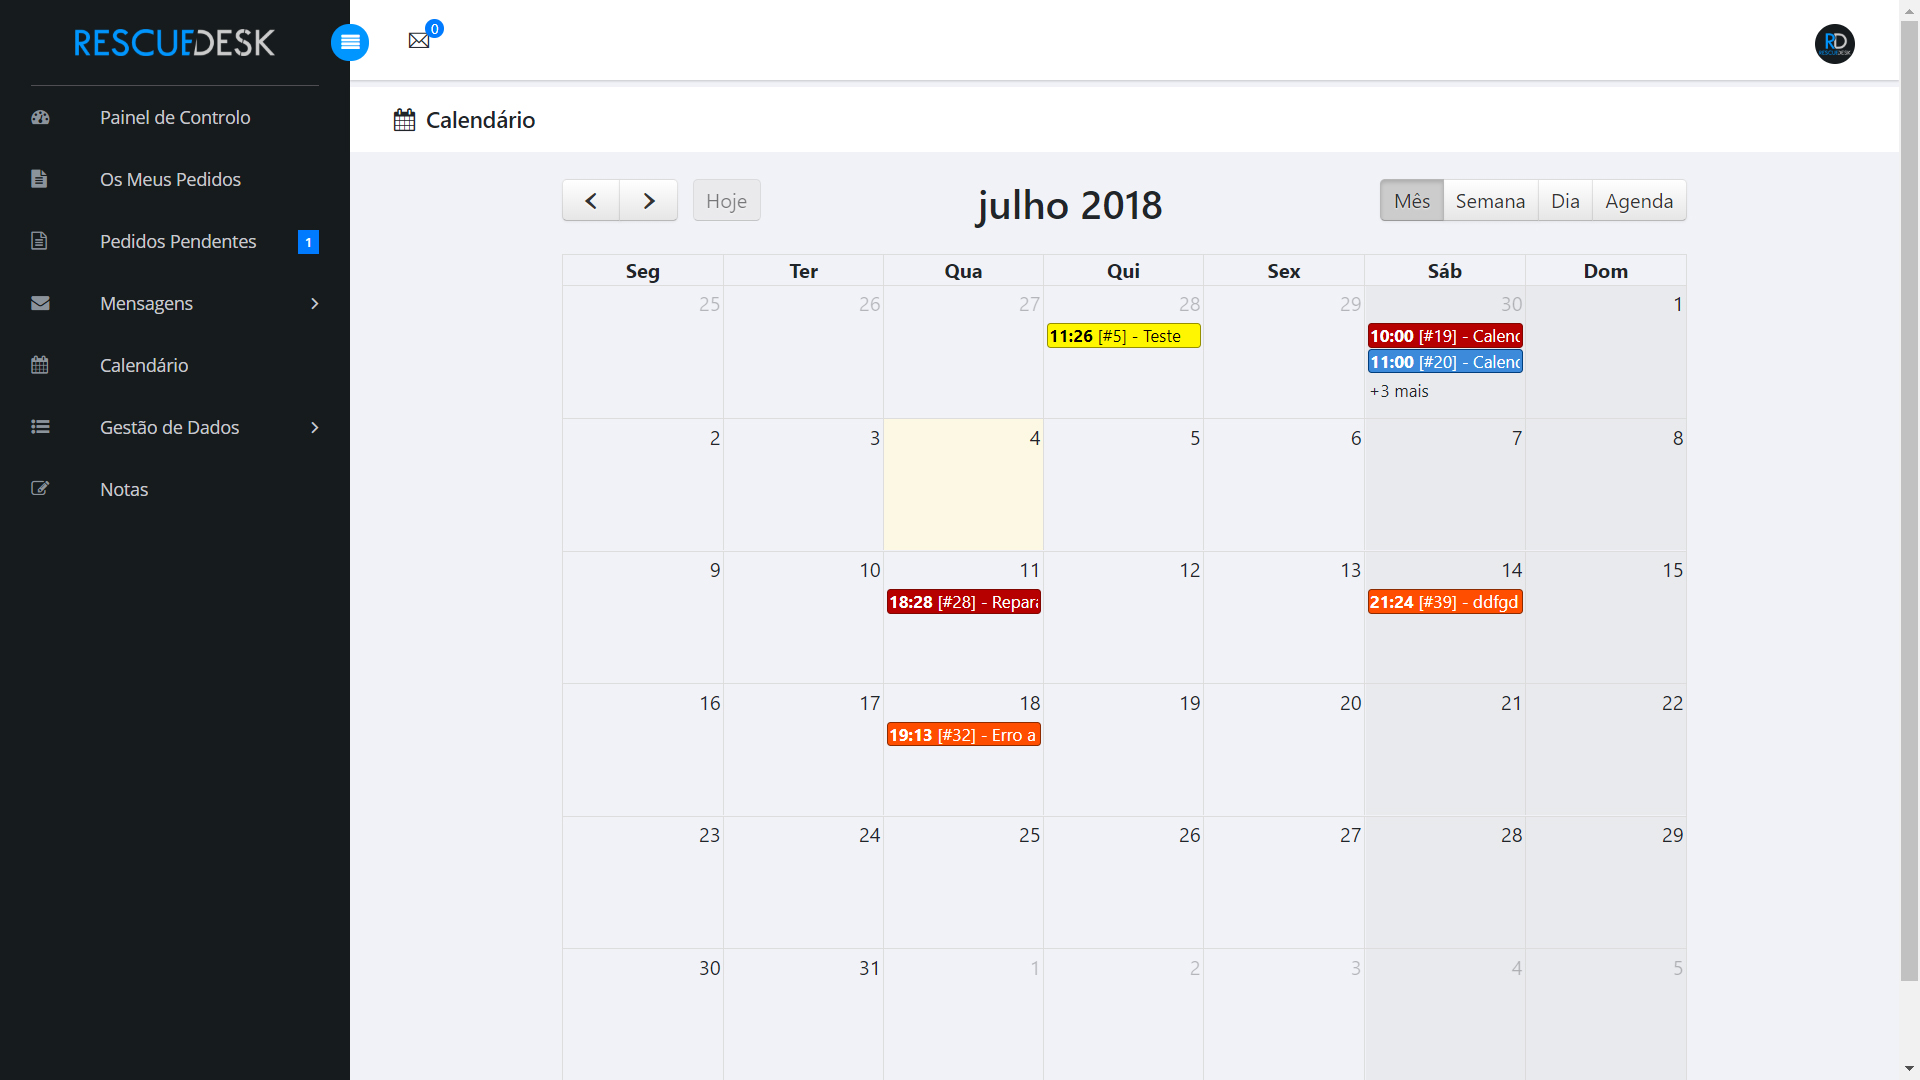 RESCUEDESK
0
RD
Painel de Controlo
Os Meus Pedidos
Pedidos Pendentes 1
Mensagens
Calendário
Gestão de Dados
Notas
Calendário
Hoje
julho 2018
Mês Semana Dia Agenda
Seg Ter Qua Qui Sex Sáb Dom
25 26 27 28 29 30 1
11:26 [#5] - Teste
10:00 [#19] - Calend
11:00 [#20] - Calend
+3 mais
2 3 4 5 6 7 8
9 10 11 12 13 14 15
18:28 [#28] - Repara
21:24 [#39] - ddfgd
16 17 18 19 20 21 22
19:13 [#32] - Erro a
23 24 25 26 27 28 29
30 31 1 2 3 4 5